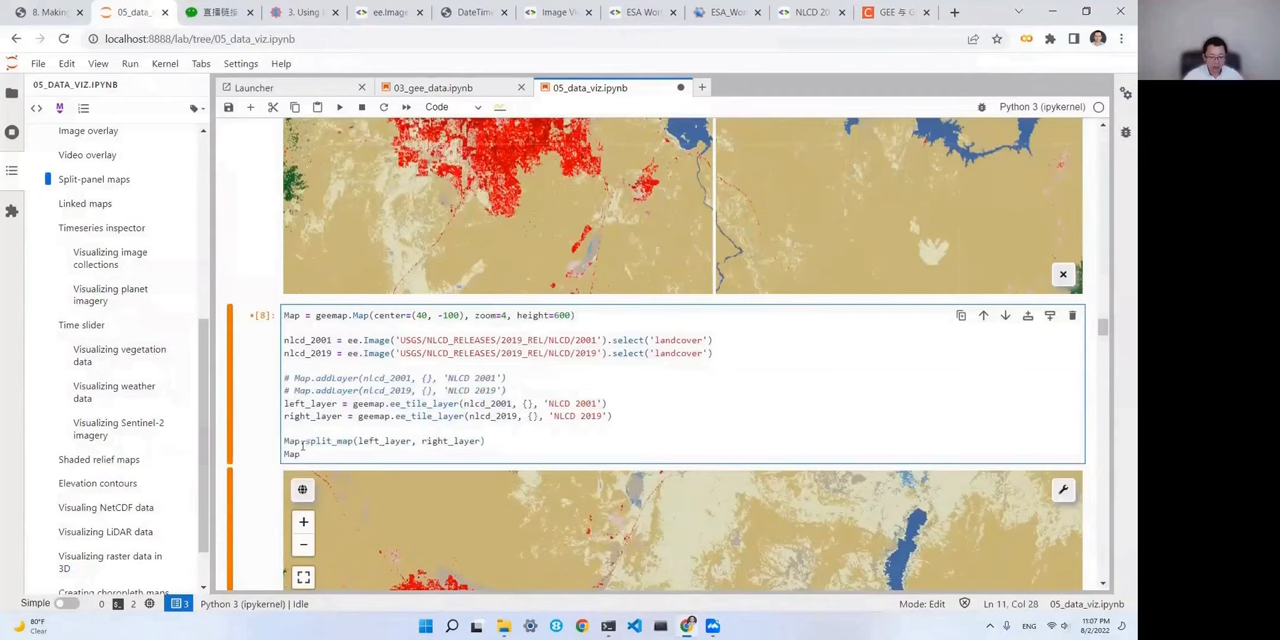 8. Making
05_data_
直播链接
3. Using
ee.Image
DateTime
Image Vi
ESA Wor
ESA_Wo
NLCD 20
GEE 与 G
localhost:8888/lab/tree/05_data_viz.ipynb
File Edit View Run Kernel Tabs Settings Help
05_DATA_VIZ.IPYNB
Launcher
03_gee_data.ipynb
05_data_viz.ipynb
Code
Python 3 (ipykernel)
Image overlay
Video overlay
Split-panel maps
Linked maps
Timeseries inspector
Visualizing image
collections
Visualizing planet
imagery
Time slider
Visualizing vegetation
data
Visualizing weather
data
Visualizing Sentinel-2
imagery
Shaded relief maps
Elevation contours
Visualing NetCDF data
Visualizing LiDAR data
Visualizing raster data in
3D
Creating choropleth maps
*[8]:
Map = geemap.Map(center=(40, -100), zoom=4, height=600)
nlcd_2001 = ee.Image('USGS/NLCD_RELEASES/2019_REL/NLCD/2001').select('landcover')
nlcd_2019 = ee.Image('USGS/NLCD_RELEASES/2019_REL/NLCD/2019').select('landcover')
# Map.addLayer(nlcd_2001, {}, 'NLCD 2001')
# Map.addLayer(nlcd_2019, {}, 'NLCD 2019')
left_layer = geemap.ee_tile_layer(nlcd_2001, {}, 'NLCD 2001')
right_layer = geemap.ee_tile_layer(nlcd_2019, {}, 'NLCD 2019')
Map.split_map(left_layer, right_layer)
Map
+
−
Simple
0
2
3
Python 3 (ipykernel) | Idle
Mode: Edit
Ln 11, Col 28
05_data_viz.ipynb
80°F
Clear
ENG
11:07 PM
8/2/2022